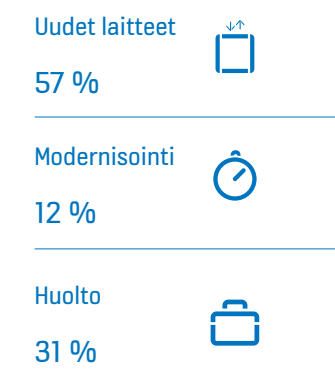 Uudet laitteet
57 %
Modernisointi
12 %
Huolto
31 %